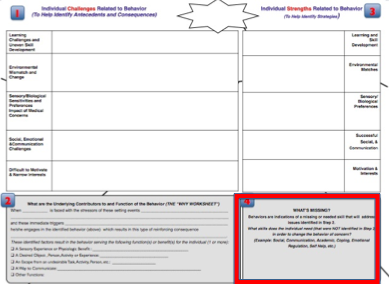 1
Individual Challenges Related to Behavior
(To Help Identify Antecedents and Consequences)
Individual Strengths Related to Behavior
(To Help Identify Strategies)
3
Learning
Challenges and
Uneven Skill
Development
Learning and
Skill
Development
Environmental
Mismatch and
Change
Environmental
Matches
Sensory/Biological
Sensitivities and
Preferences
Impact of Medical
Concerns
Sensory/
Biological
Preferences
Social, Emotional
&Communication
Challenges
Successful
Social, &
Communication
Difficult to Motivate
& Narrow Interests
Motivation &
Interests
2
What are the Underlying Contributors to and Function of the Behavior (THE "WHY WORKSHEET")
When is faced with the stressors of these setting events
and these immediate triggers
he/she engages in the identified behavior (above) which results in this type of reinforcing consequence
These identified factors result in the behavior serving the following function(s) or benefit(s) for the individual (1 or more)
A Sensory Experience or Physiologic Benefit:
A Desired Object, Person, Activity or Experience:
An Escape from an undesirable Task, Activity, Person, etc.:
A Way to Communicate:
Other Functions:
4
WHAT'S MISSING?
Behaviors are indications of a missing or needed skill that will address
issues identified in Step 2.
What skills does the individual need (that were NOT identified in Step 3)
in order to change the behavior of concern?
(Example: Social, Communication, Academic, Coping, Emotional
Regulation, Self Help, etc.)